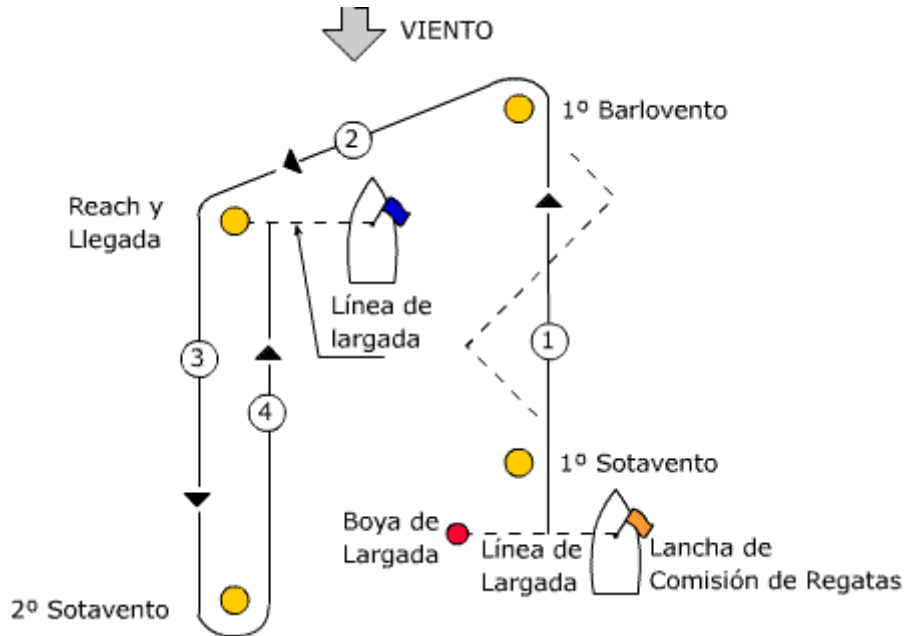 VIENTO
1º Barlovento
2
Reach y
Llegada
Línea de
largada
3
1
4
1º Sotavento
Boya de
Largada
Línea de
Largada
Lancha de
Comisión de Regatas
2º Sotavento